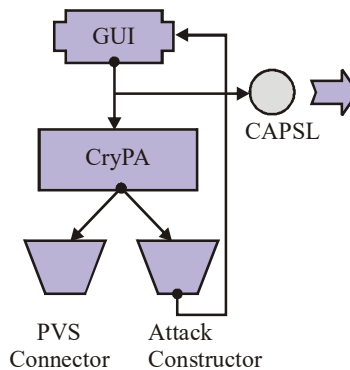 GUI
CAPSL
CryPA
PVS
Connector
Attack
Constructor